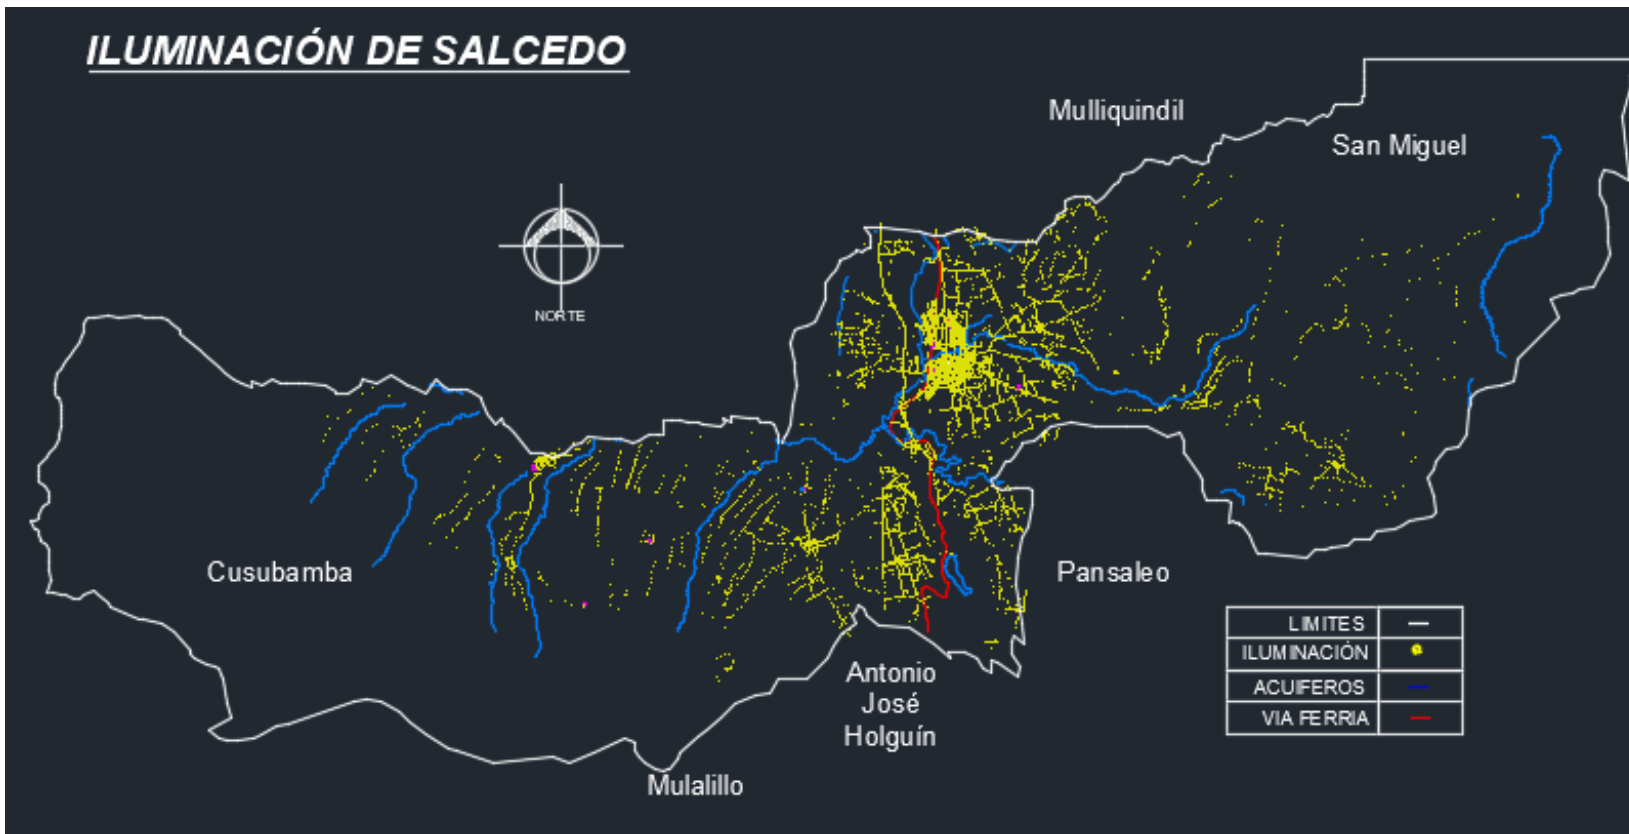 ILUMINACIÓN DE SALCEDO
Mulliquindil
San Miguel
NORTE
Cusubamba
Pansaleo
Antonio
José
Holguín
Mulalillo
LIMITES
ILUMINACIÓN
ACUIFEROS
VIA FERRIA